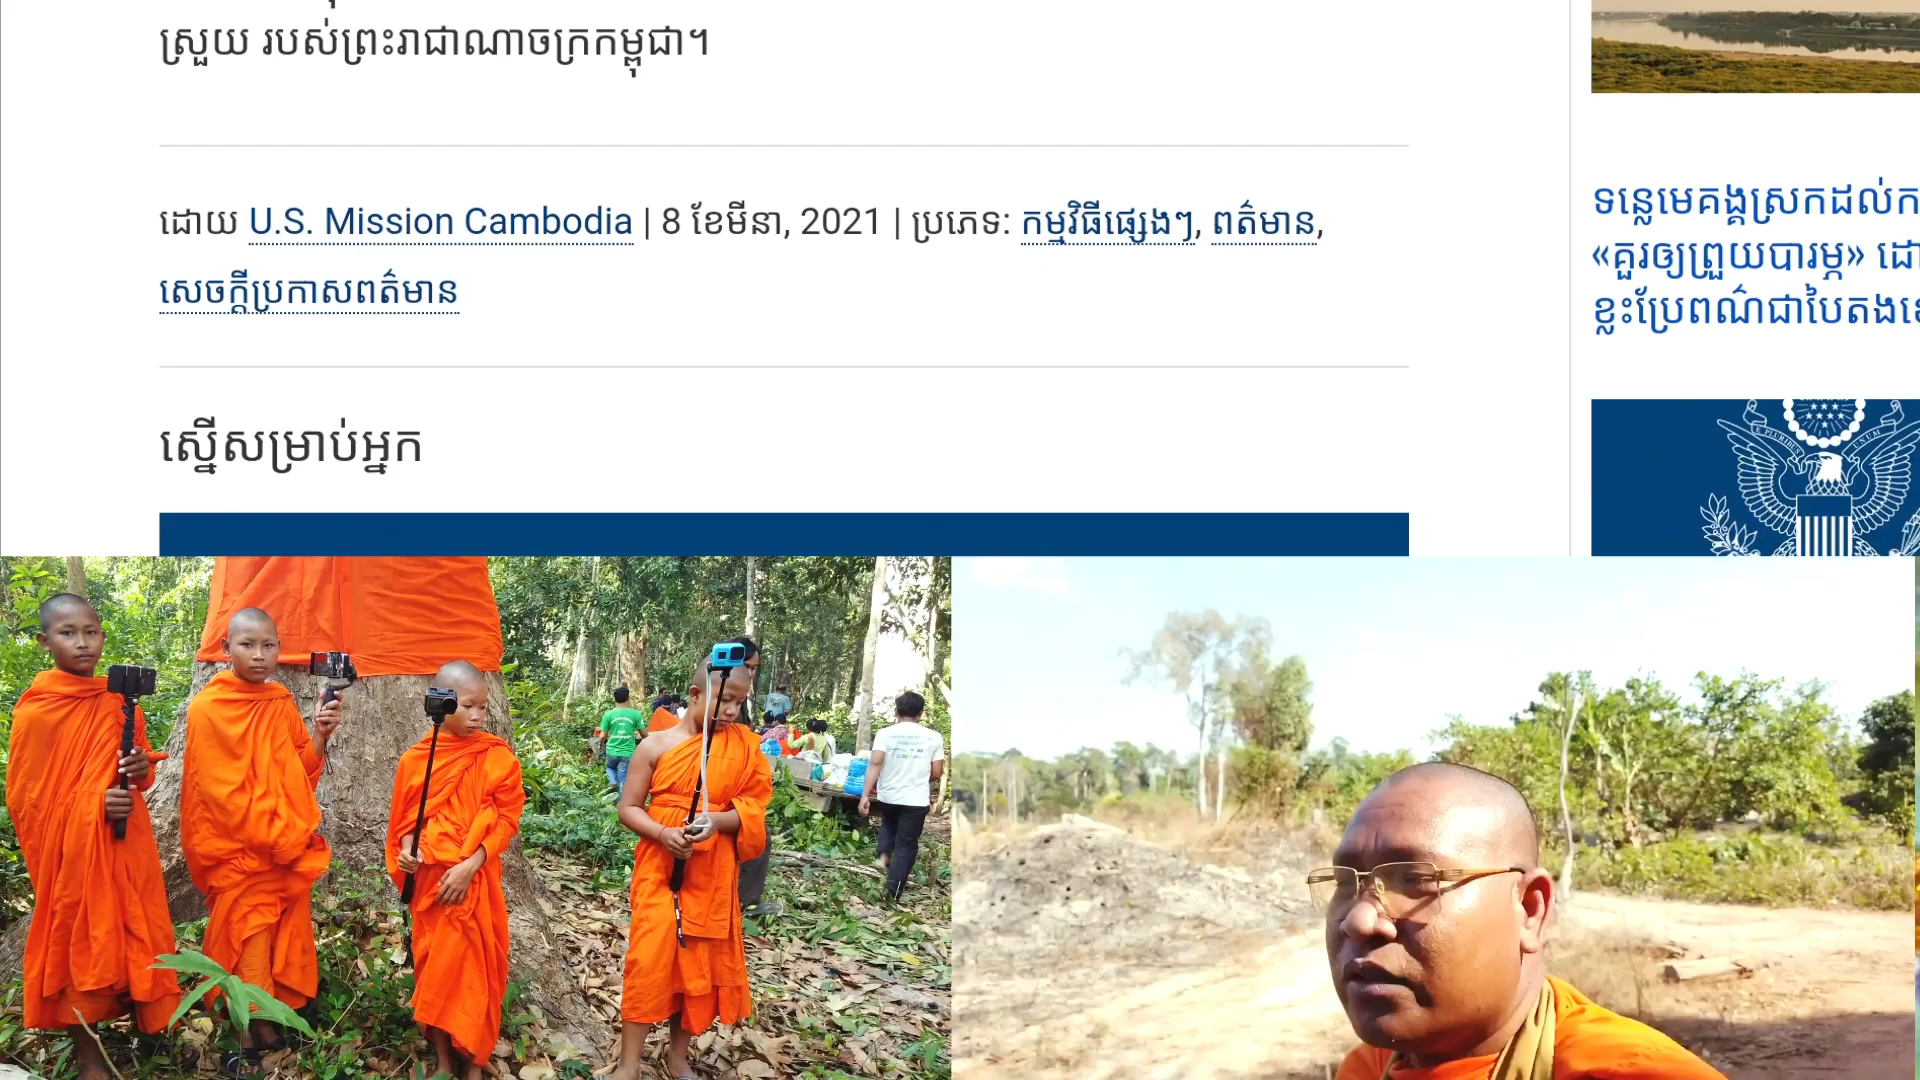 ស្រួយ របស់ព្រះរាជាណាចក្រកម្ពុជា។
ដោយ U.S. Mission Cambodia | 8 ខែមីនា, 2021 | ប្រភេទ: កម្មវិធីផ្សេងៗ, ពត៌មាន,
សេចក្តីប្រកាសពត៌មាន
ស្នើសម្រាប់អ្នក
ទន្លេមេគង្គស្រកដល់ក
«គួរឲ្យព្រួយបារម្ភ» ដោ
ខ្លះប្រែពណ៌ជាបៃតងខ
E PLURIBUS UNUM